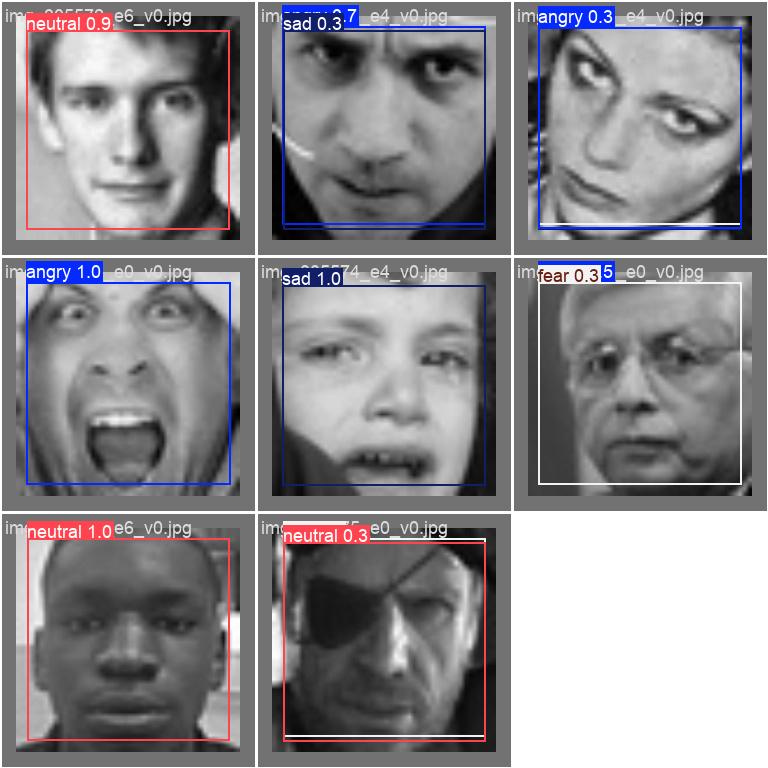 neutral 0.9
e6_v0.jpg
sad 0.3
e4_v0.jpg
angry 0.3
e4_v0.jpg
angry 1.0
e0_v0.jpg
sad 1.0
e4_v0.jpg
fear 0.3
e0_v0.jpg
neutral 1.0
e6_v0.jpg
neutral 0.3
e0_v0.jpg